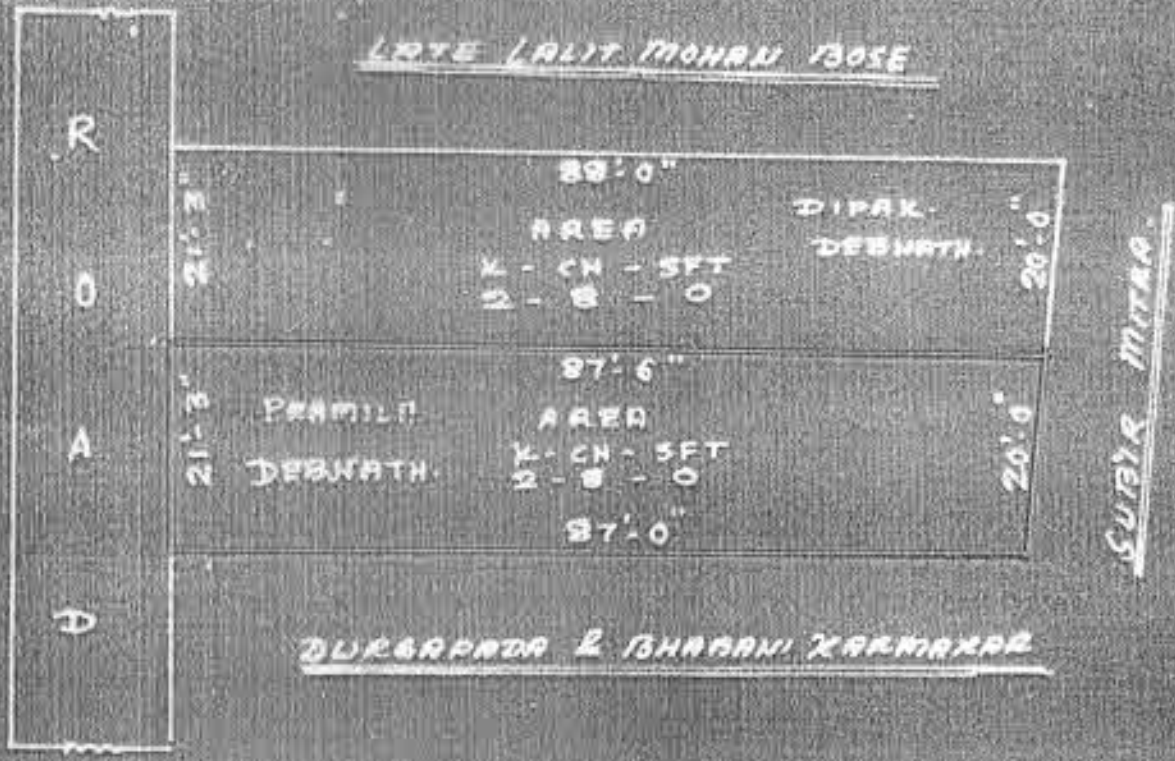 LATE LALIT MOHAN BOSE
ROAD
88'-0"
21'-3"
AREA
K - CH - SFT
2 - 8 - 0
DIPAK.
DEBNATH.
20'-0"
87'-6"
21'-3"
PRAMILA
DEBNATH.
AREA
K - CH - SFT
2 - 8 - 0
20'-0"
87'-0"
SUBIR MITRA.
DURGAPADA & BHABANI KARMAKAR